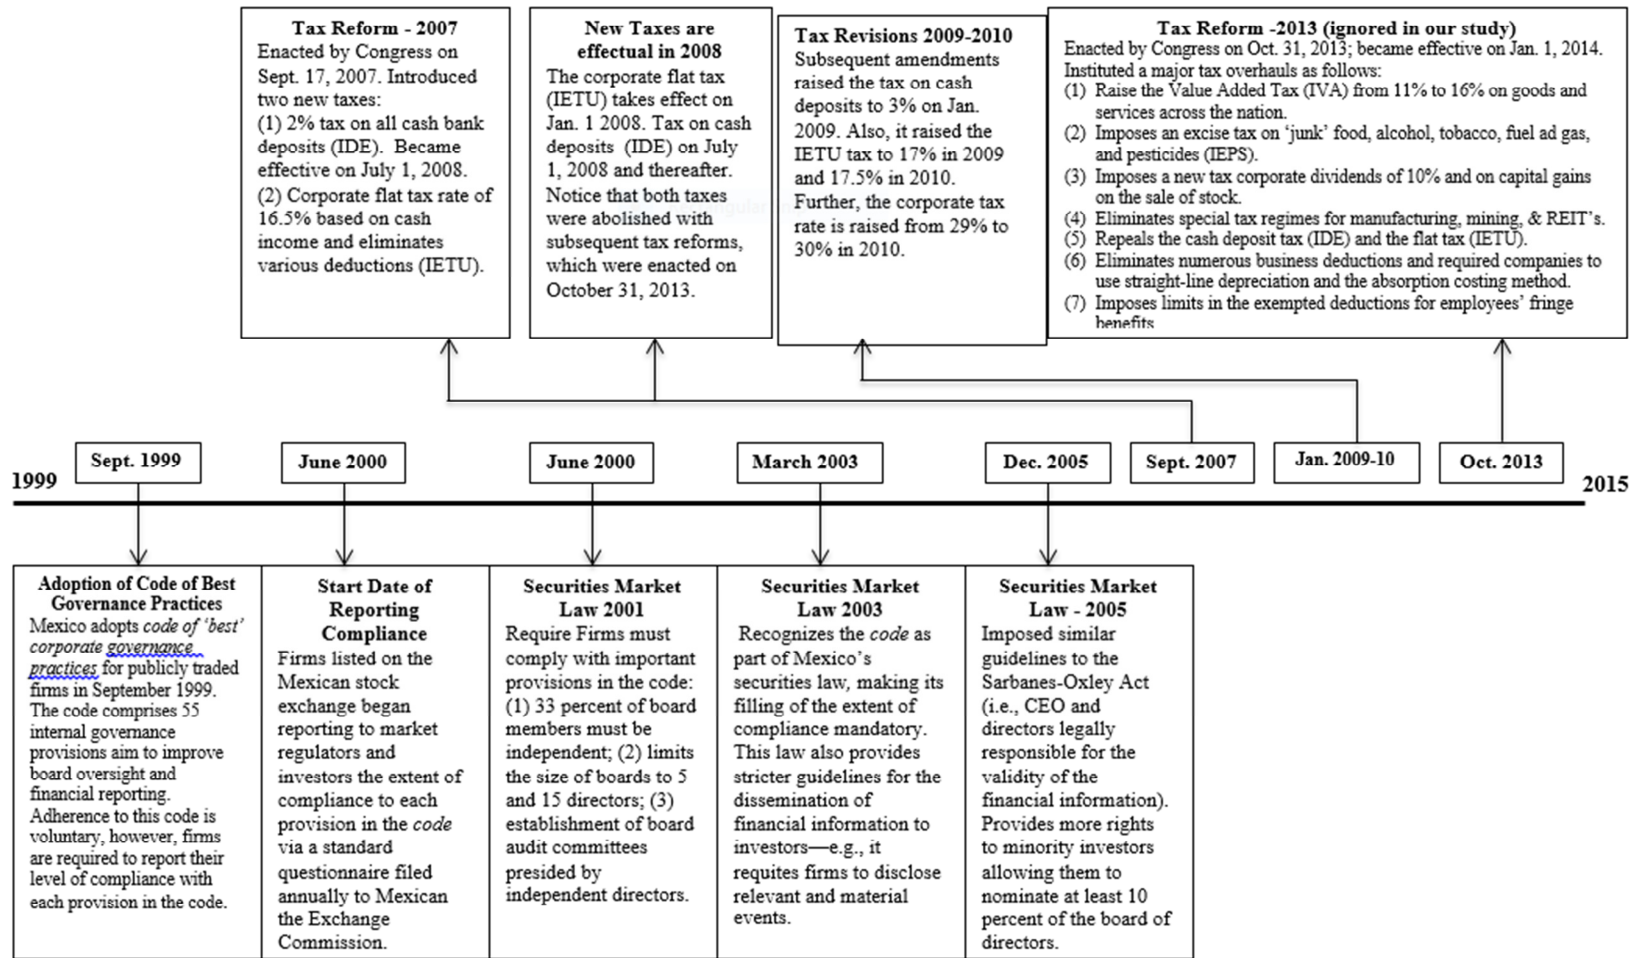 Tax Reform - 2007
Enacted by Congress on
Sept. 17, 2007. Introduced
two new taxes:
(1) 2% tax on all cash bank
deposits (IDE). Became
effective on July 1, 2008.
(2) Corporate flat tax rate of
16.5% based on cash
income and eliminates
various deductions (IETU).
New Taxes are
effectual in 2008
The corporate flat tax
(IETU) takes effect on
Jan. 1 2008. Tax on cash
deposits (IDE) on July
1, 2008 and thereafter.
Notice that both taxes
were abolished with
subsequent tax reforms,
which were enacted on
October 31, 2013.
Tax Revisions 2009-2010
Subsequent amendments
raised the tax on cash
deposits to 3% on Jan.
2009. Also, it raised the
IETU tax to 17% in 2009
and 17.5% in 2010.
Further, the corporate tax
rate is raised from 29% to
30% in 2010.
Tax Reform -2013 (ignored in our study)
Enacted by Congress on Oct. 31, 2013; became effective on Jan. 1, 2014.
Instituted a major tax overhauls as follows:
(1) Raise the Value Added Tax (IVA) from 11% to 16% on goods and
services across the nation.
(2) Imposes an excise tax on ‘junk’ food, alcohol, tobacco, fuel ad gas,
and pesticides (IEPS).
(3) Imposes a new tax corporate dividends of 10% and on capital gains
on the sale of stock.
(4) Eliminates special tax regimes for manufacturing, mining, & REIT’s.
(5) Repeals the cash deposit tax (IDE) and the flat tax (IETU).
(6) Eliminates numerous business deductions and required companies to
use straight-line depreciation and the absorption costing method.
(7) Imposes limits in the exempted deductions for employees’ fringe
benefits
1999
Sept. 1999
June 2000
June 2000
March 2003
Dec. 2005
Sept. 2007
Jan. 2009-10
Oct. 2013
2015
Adoption of Code of Best
Governance Practices
Mexico adopts code of ‘best’
corporate governance
practices for publicly traded
firms in September 1999.
The code comprises 55
internal governance
provisions aim to improve
board oversight and
financial reporting.
Adherence to this code is
voluntary, however, firms
are required to report their
level of compliance with
each provision in the code.
Start Date of
Reporting
Compliance
Firms listed on the
Mexican stock
exchange began
reporting to market
regulators and
investors the extent of
compliance to each
provision in the code
via a standard
questionnaire filed
annually to Mexican
the Exchange
Commission.
Securities Market
Law 2001
Require Firms must
comply with important
provisions in the code:
(1) 33 percent of board
members must be
independent; (2) limits
the size of boards to 5
and 15 directors; (3)
establishment of board
audit committees
presided by
independent directors.
Securities Market
Law 2003
Recognizes the code as
part of Mexico’s
securities law, making its
filling of the extent of
compliance mandatory.
This law also provides
stricter guidelines for the
dissemination of
financial information to
investors—e.g., it
requites firms to disclose
relevant and material
events.
Securities Market
Law - 2005
Imposed similar
guidelines to the
Sarbanes-Oxley Act
(i.e., CEO and
directors legally
responsible for the
validity of the
financial information).
Provides more rights
to minority investors
allowing them to
nominate at least 10
percent of the board of
directors.